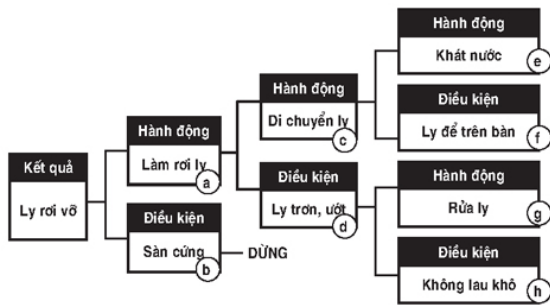 Kết quả
Ly rơi vỡ
Hành động
Làm rơi ly
a
Điều kiện
Sàn cứng
b
DỪNG
Hành động
Di chuyển ly
c
Điều kiện
Ly trơn, ướt
d
Hành động
Khát nước
e
Điều kiện
Ly để trên bàn
f
Hành động
Rửa ly
g
Điều kiện
Không lau khô
h